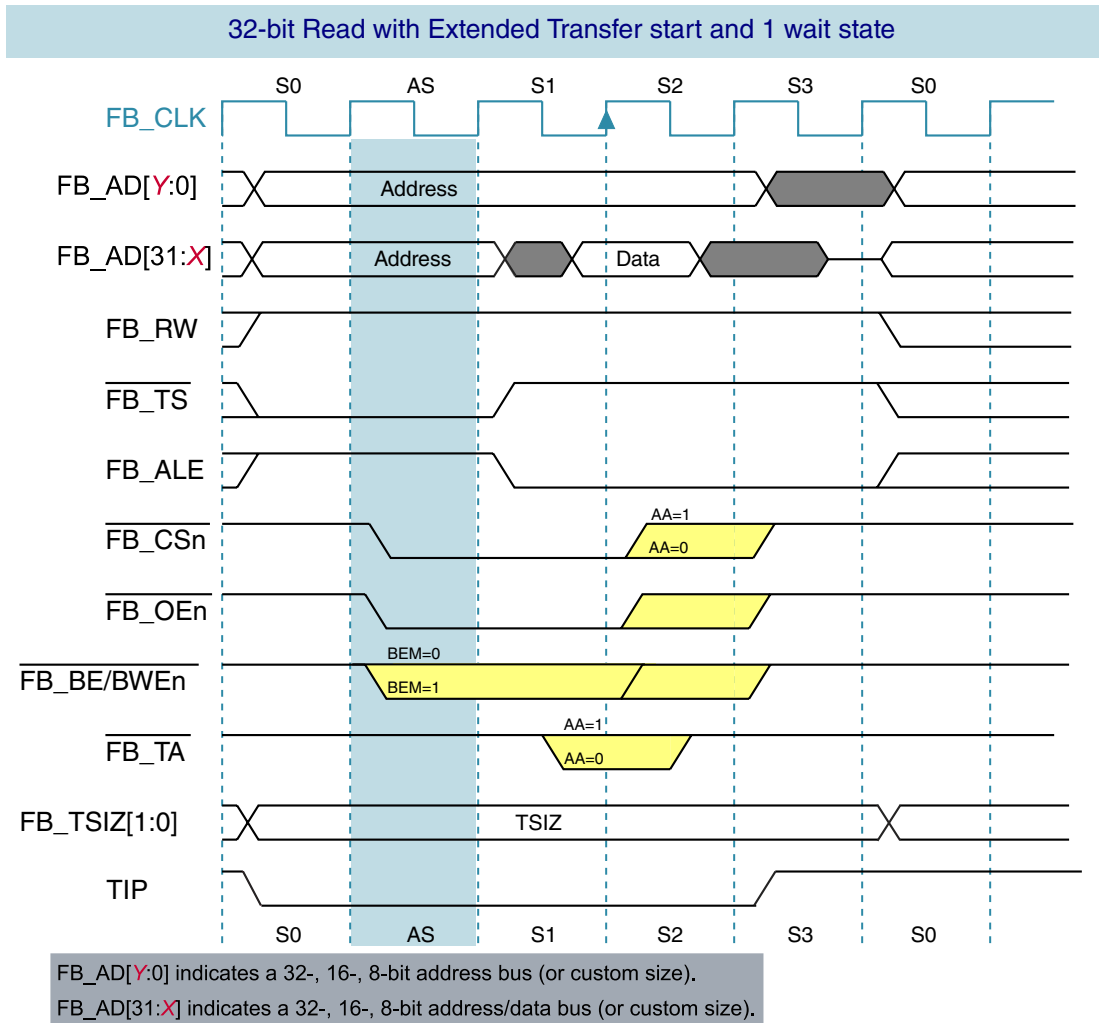 32-bit Read with Extended Transfer start and 1 wait state
S0 AS S1 S2 S3 S0
FB_CLK
FB_AD[Y:0] Address
FB_AD[31:X] Address Data
FB_RW
FB_TS
FB_ALE
AA=1
FB_CSn AA=0
FB_OEn
BEM=0
FB_BE/BWEn BEM=1
AA=1
FB_TA AA=0
FB_TSIZ[1:0] TSIZ
TIP
S0 AS S1 S2 S3 S0
FB_AD[Y:0] indicates a 32-, 16-, 8-bit address bus (or custom size).
FB_AD[31:X] indicates a 32-, 16-, 8-bit address/data bus (or custom size).